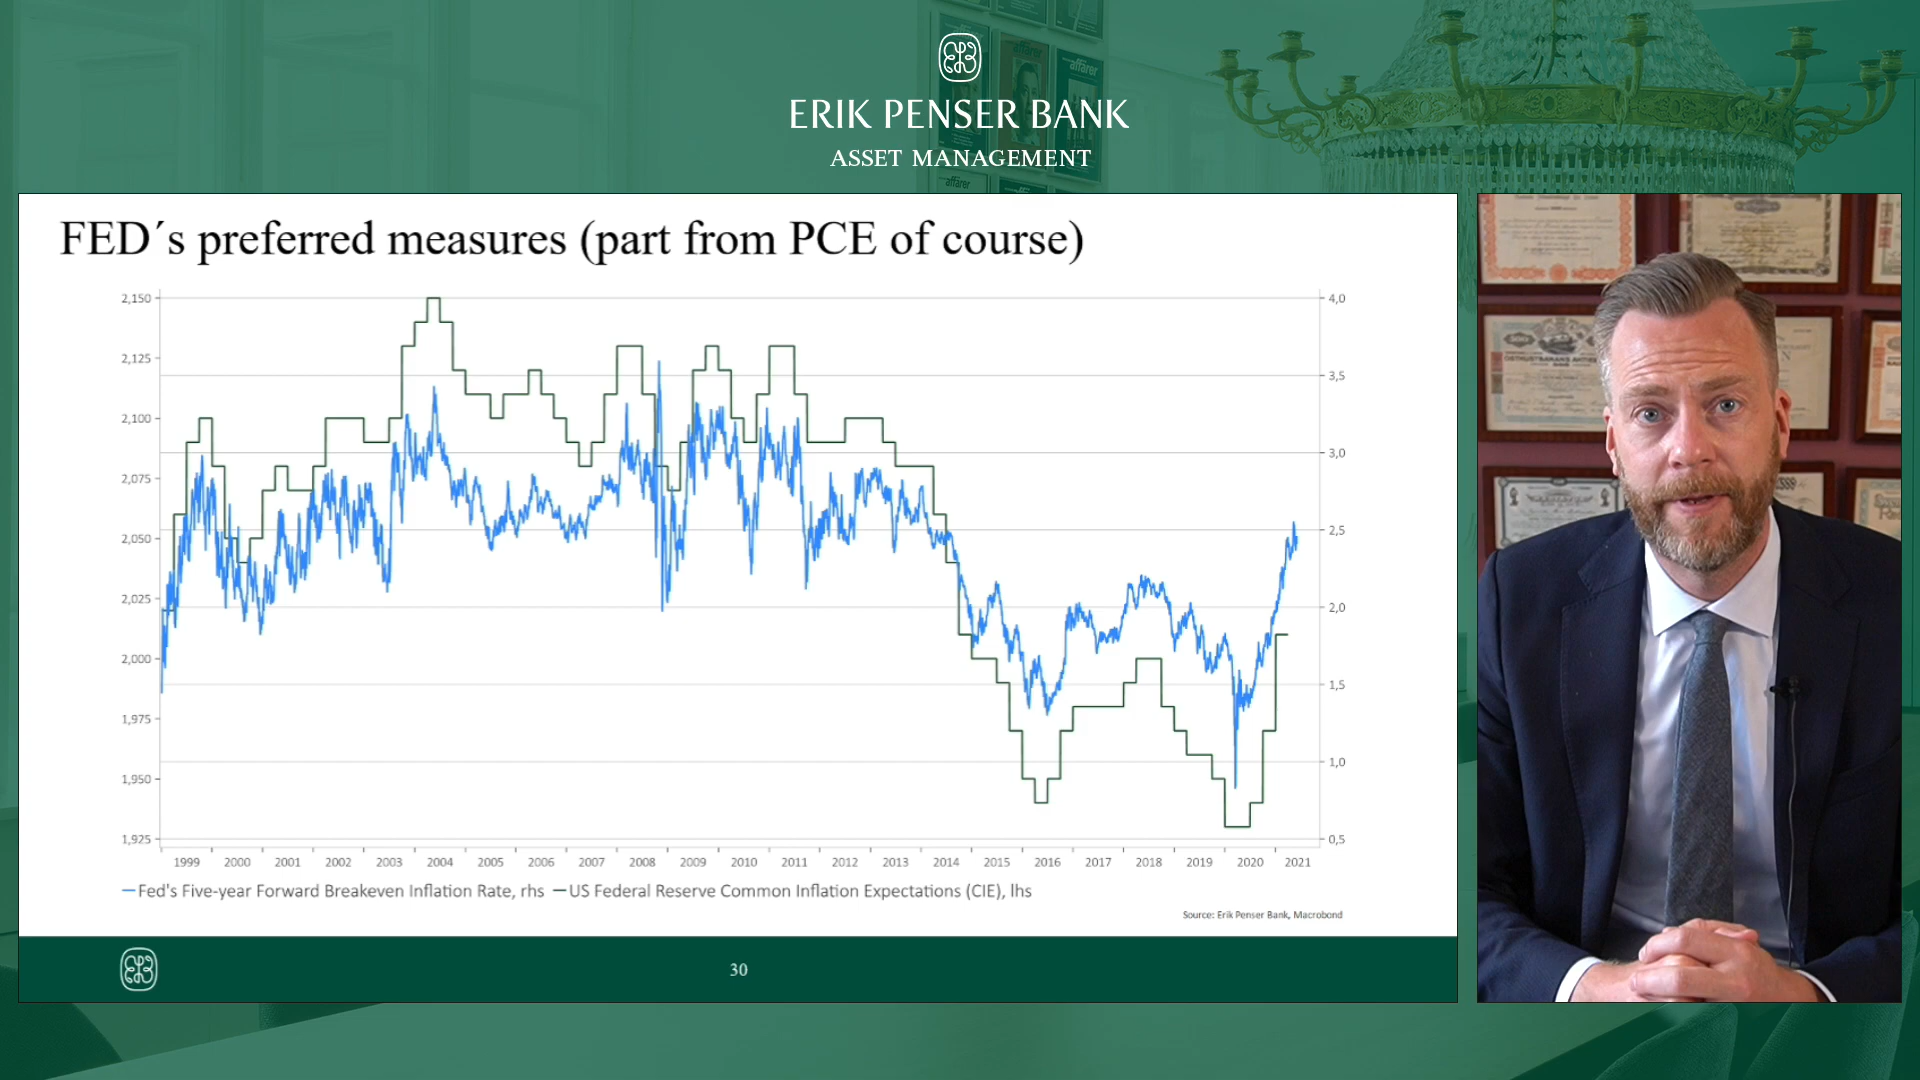 affärer
affärer
affärer
affärer
ERIK PENSER BANK
ASSET MANAGEMENT
FED´s preferred measures (part from PCE of course)
2,150
2,125
2,100
2,075
2,050
2,025
2,000
1,975
1,950
1,925
4,0
3,5
3,0
2,5
2,0
1,5
1,0
0,5
1999 2000 2001 2002 2003 2004 2005 2006 2007 2008 2009 2010 2011 2012 2013 2014 2015 2016 2017 2018 2019 2020 2021
Fed's Five-year Forward Breakeven Inflation Rate, rhs US Federal Reserve Common Inflation Expectations (CIE), lhs
Source: Erik Penser Bank, Macrobond
30